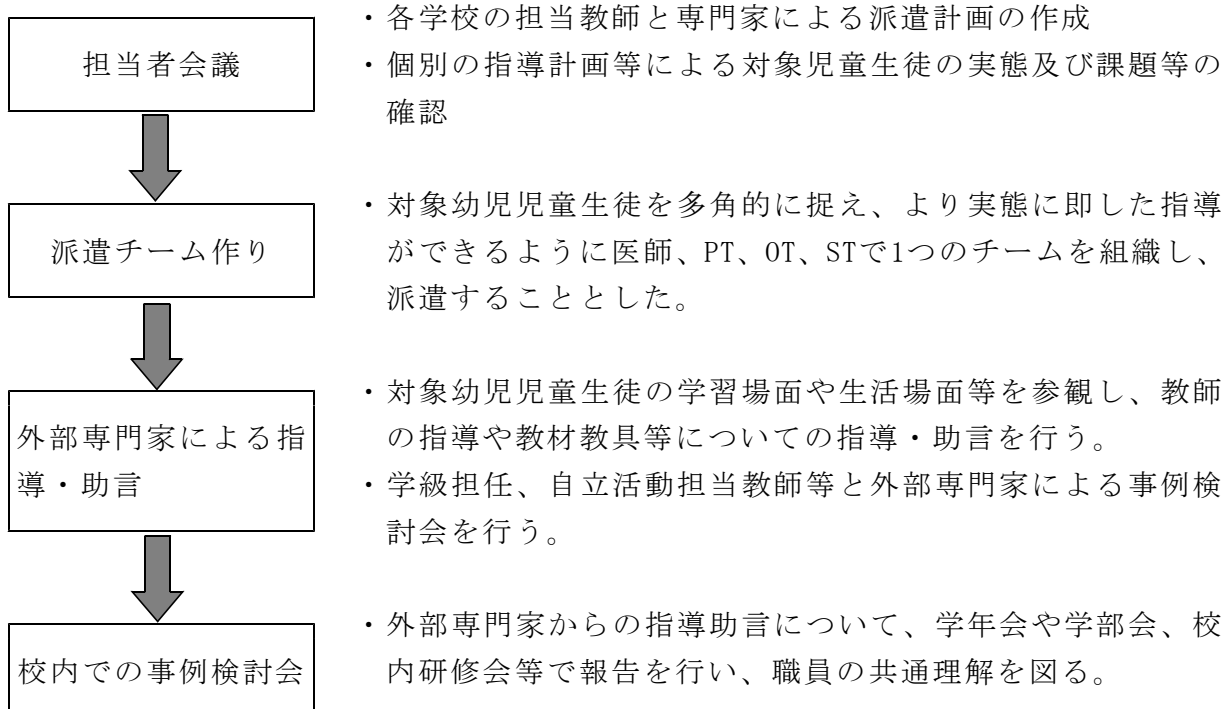 担当者会議
・各学校の担当教師と専門家による派遣計画の作成
・個別の指導計画等による対象児童生徒の実態及び課題等の
確認
派遣チーム作り
・対象幼児児童生徒を多角的に捉え、より実態に即した指導
ができるように医師、PT、OT、STで1つのチームを組織し、
派遣することとした。
外部専門家による指
導・助言
・対象幼児児童生徒の学習場面や生活場面等を参観し、教師
の指導や教材教具等についての指導・助言を行う。
・学級担任、自立活動担当教師等と外部専門家による事例検
討会を行う。
校内での事例検討会
・外部専門家からの指導助言について、学年会や学部会、校
内研修会等で報告を行い、職員の共通理解を図る。